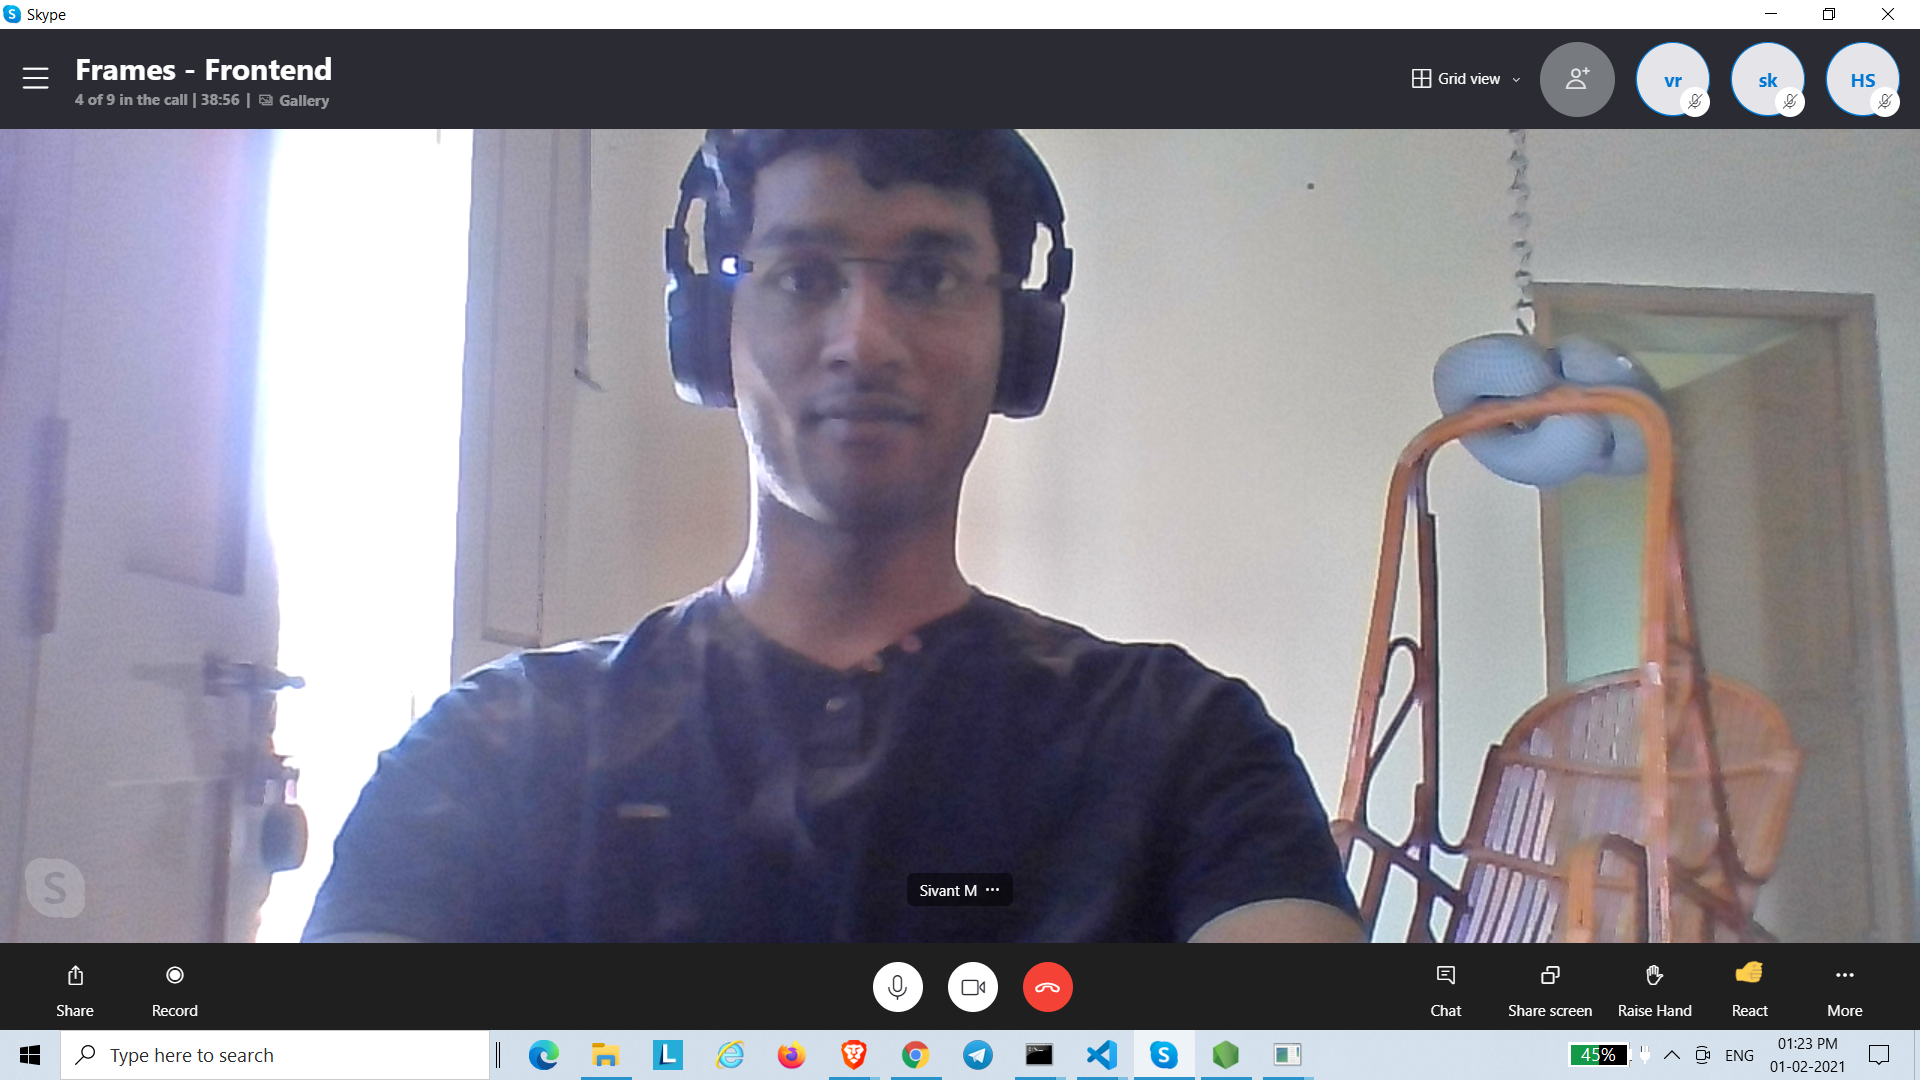 Skype
Frames - Frontend
4 of 9 in the call | 38:56 | Gallery
Grid view
vr
sk
HS
S
Sivant M
Share
Record
Chat
Share screen
Raise Hand
React
More
Type here to search
L
S
45%
ENG
01:23 PM
01-02-2021